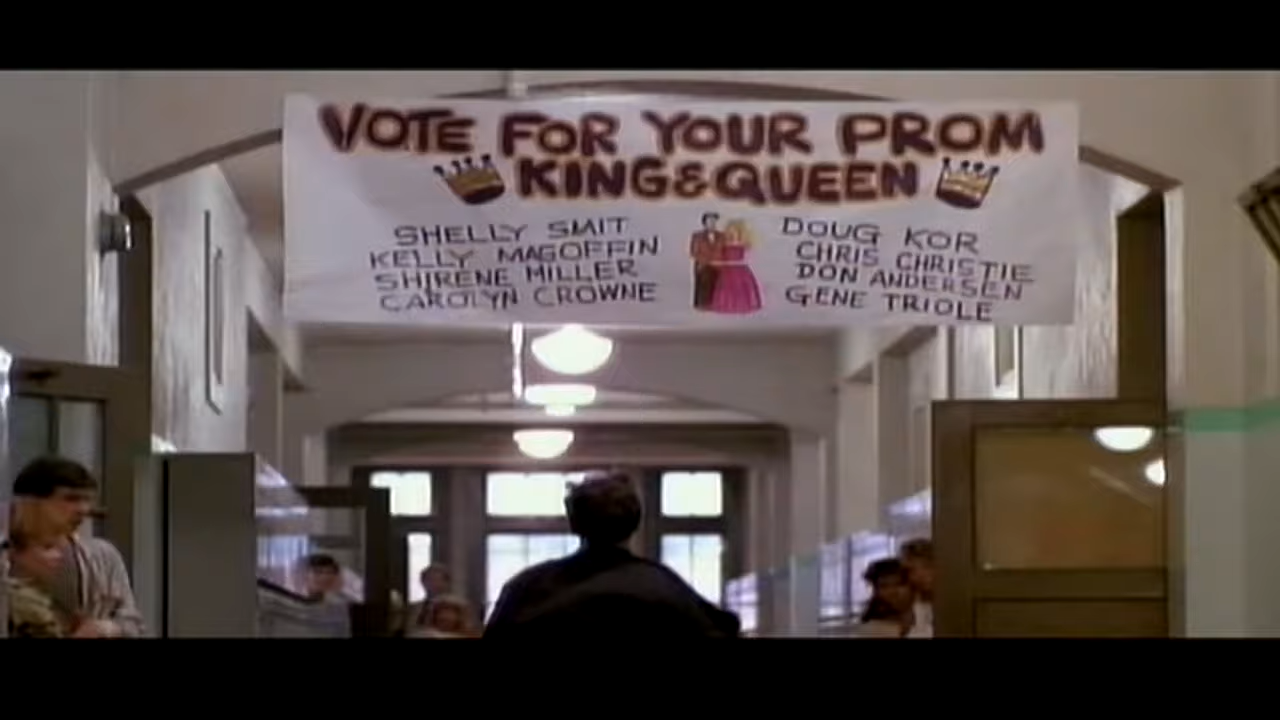 VOTE FOR YOUR PROM
KING & QUEEN
SHELLY SMIT
KELLY MAGOFFIN
SHIRENE MILLER
CAROLYN CROWNE
DOUG KOR
CHRIS CHRISTIE
DON ANDERSEN
GENE TRIOLE